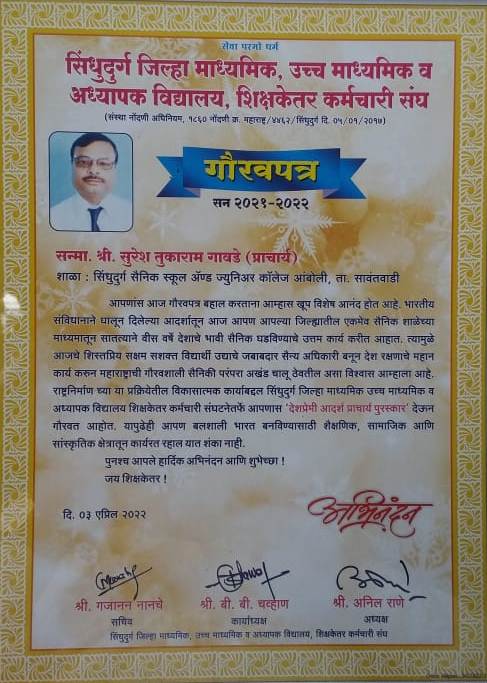 सेवा परमो धर्म
सिंधुदुर्ग जिल्हा माध्यमिक, उच्च माध्यमिक व
अध्यापक विद्यालय, शिक्षकेतर कर्मचारी संघ
(संस्था नोंदणी अधिनियम, १८६० नोंदणी क्र. महाराष्ट्र/४४६२/सिंधुदुर्ग दि. ०५/०१/२०१७)
गौरवपत्र
सन २०२१-२०२२
सन्मा. श्री. सुरेश तुकाराम गावडे (प्राचार्य)
शाळा : सिंधुदुर्ग सैनिक स्कूल अ‍ॅण्ड ज्युनिअर कॉलेज आंबोली, ता. सावंतवाडी
आपणांस आज गौरवपत्र बहाल करताना आम्हास खूप विशेष आनंद होत आहे. भारतीय
संविधानाने घालून दिलेल्या आदर्शातून आज आपण आपल्या जिल्ह्यातील एकमेव सैनिक शाळेच्या
माध्यमातून सातत्याने वीस वर्षे देशाचे भावी सैनिक घडविण्याचे उत्तम कार्य करीत आहात. त्यामुळे
आजचे शिस्तप्रिय सक्षम सशक्त विद्यार्थी उद्याचे जबाबदार सैन्य अधिकारी बनून देश रक्षणाचे महान
कार्य करुन महाराष्ट्राची गौरवशाली सैनिकी परंपरा अखंड चालू ठेवतील असा विश्वास आम्हाला आहे.
राष्ट्रनिर्माण च्या या प्रक्रियेतील विकासात्मक कार्याबद्दल सिंधुदुर्ग जिल्हा माध्यमिक उच्च माध्यमिक व
अध्यापक विद्यालय शिक्षकेतर कर्मचारी संघटनेतर्फे आपणास 'देशप्रेमी आदर्श प्राचार्य पुरस्कार' देऊन
गौरवत आहोत. यापुढेही आपण बलशाली भारत बनविण्यासाठी शैक्षणिक, सामाजिक आणि
सांस्कृतिक क्षेत्रातून कार्यरत रहाल यात शंका नाही.
पुनश्च आपले हार्दिक अभिनंदन आणि शुभेच्छा !
जय शिक्षकेतर !
दि. ०३ एप्रिल २०२२
अभिनंदन
श्री. गजानन नानचे श्री. बी. बी. चव्हाण श्री. अनिल राणे
सचिव कार्याध्यक्ष अध्यक्ष
सिंधुदुर्ग जिल्हा माध्यमिक, उच्च माध्यमिक व अध्यापक विद्यालय, शिक्षकेतर कर्मचारी संघ